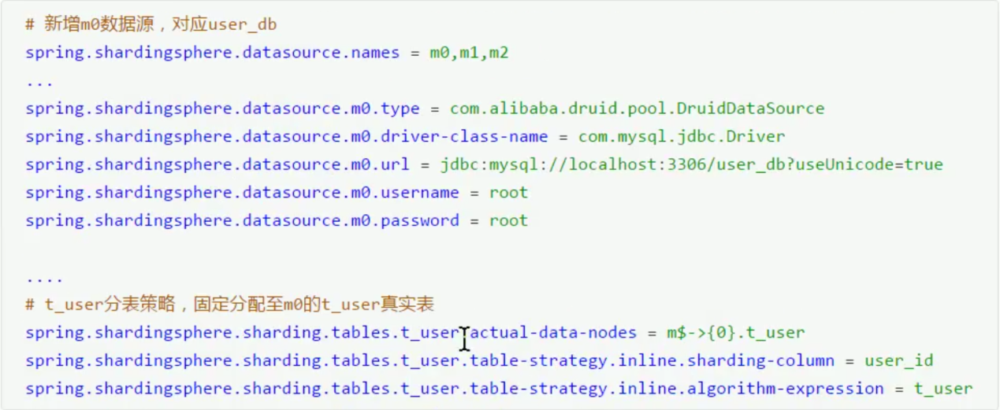 # 新增m0数据源，对应user_db
spring.shardingsphere.datasource.names = m0,m1,m2
...
spring.shardingsphere.datasource.m0.type = com.alibaba.druid.pool.DruidDataSource
spring.shardingsphere.datasource.m0.driver-class-name = com.mysql.jdbc.Driver
spring.shardingsphere.datasource.m0.url = jdbc:mysql://localhost:3306/user_db?useUnicode=true
spring.shardingsphere.datasource.m0.username = root
spring.shardingsphere.datasource.m0.password = root
....
# t_user分表策略，固定分配至m0的t_user真实表
spring.shardingsphere.sharding.tables.t_user.actual-data-nodes = m$->{0}.t_user
spring.shardingsphere.sharding.tables.t_user.table-strategy.inline.sharding-column = user_id
spring.shardingsphere.sharding.tables.t_user.table-strategy.inline.algorithm-expression = t_user